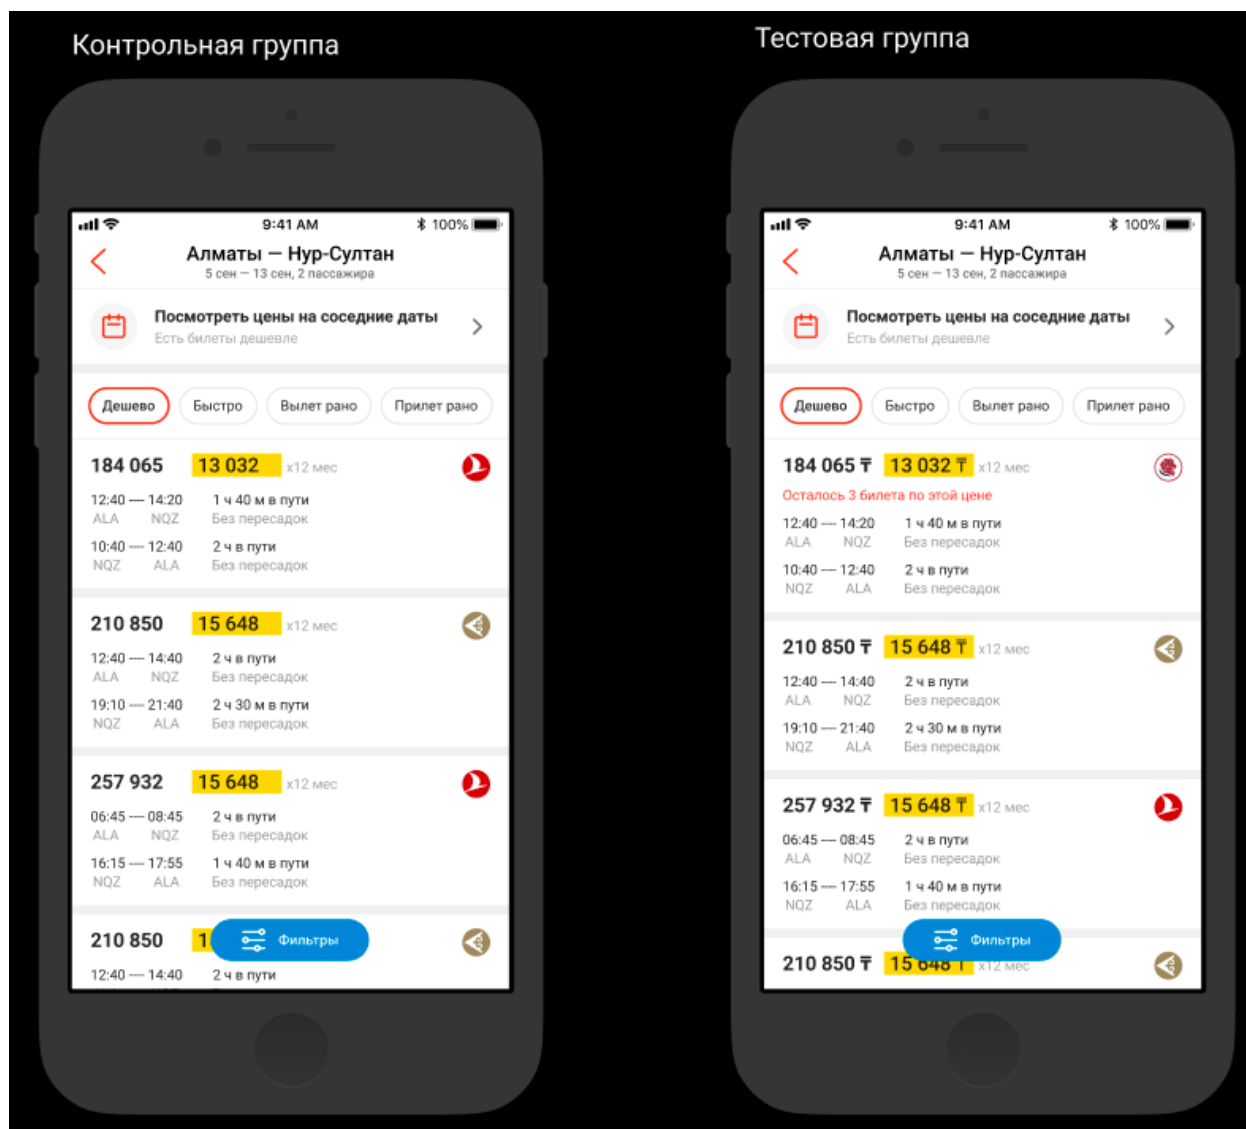 Контрольная группа
9:41 AM
100%
Алматы — Нур-Султан
5 сен — 13 сен, 2 пассажира
Посмотреть цены на соседние даты
Есть билеты дешевле
Дешево Быстро Вылет рано Прилет рано
184 065 13 032 x12 мес
12:40 — 14:20 1 ч 40 м в пути
ALA NQZ Без пересадок
10:40 — 12:40 2 ч в пути
NQZ ALA Без пересадок
210 850 15 648 x12 мес
12:40 — 14:40 2 ч в пути
ALA NQZ Без пересадок
19:10 — 21:40 2 ч 30 м в пути
NQZ ALA Без пересадок
257 932 15 648 x12 мес
06:45 — 08:45 2 ч в пути
ALA NQZ Без пересадок
16:15 — 17:55 1 ч 40 м в пути
NQZ ALA Без пересадок
210 850 1 Фильтры
12:40 — 14:40 2 ч в пути
Тестовая группа
9:41 AM
100%
Алматы — Нур-Султан
5 сен — 13 сен, 2 пассажира
Посмотреть цены на соседние даты
Есть билеты дешевле
Дешево Быстро Вылет рано Прилет рано
184 065 ₸ 13 032 ₸ x12 мес
Осталось 3 билета по этой цене
12:40 — 14:20 1 ч 40 м в пути
ALA NQZ Без пересадок
10:40 — 12:40 2 ч в пути
NQZ ALA Без пересадок
210 850 ₸ 15 648 ₸ x12 мес
12:40 — 14:40 2 ч в пути
ALA NQZ Без пересадок
19:10 — 21:40 2 ч 30 м в пути
NQZ ALA Без пересадок
257 932 ₸ 15 648 ₸ x12 мес
06:45 — 08:45 2 ч в пути
ALA NQZ Без пересадок
16:15 — 17:55 1 ч 40 м в пути
NQZ ALA Без пересадок
Фильтры
210 850 ₸ 15 648 ₸ x12 мес